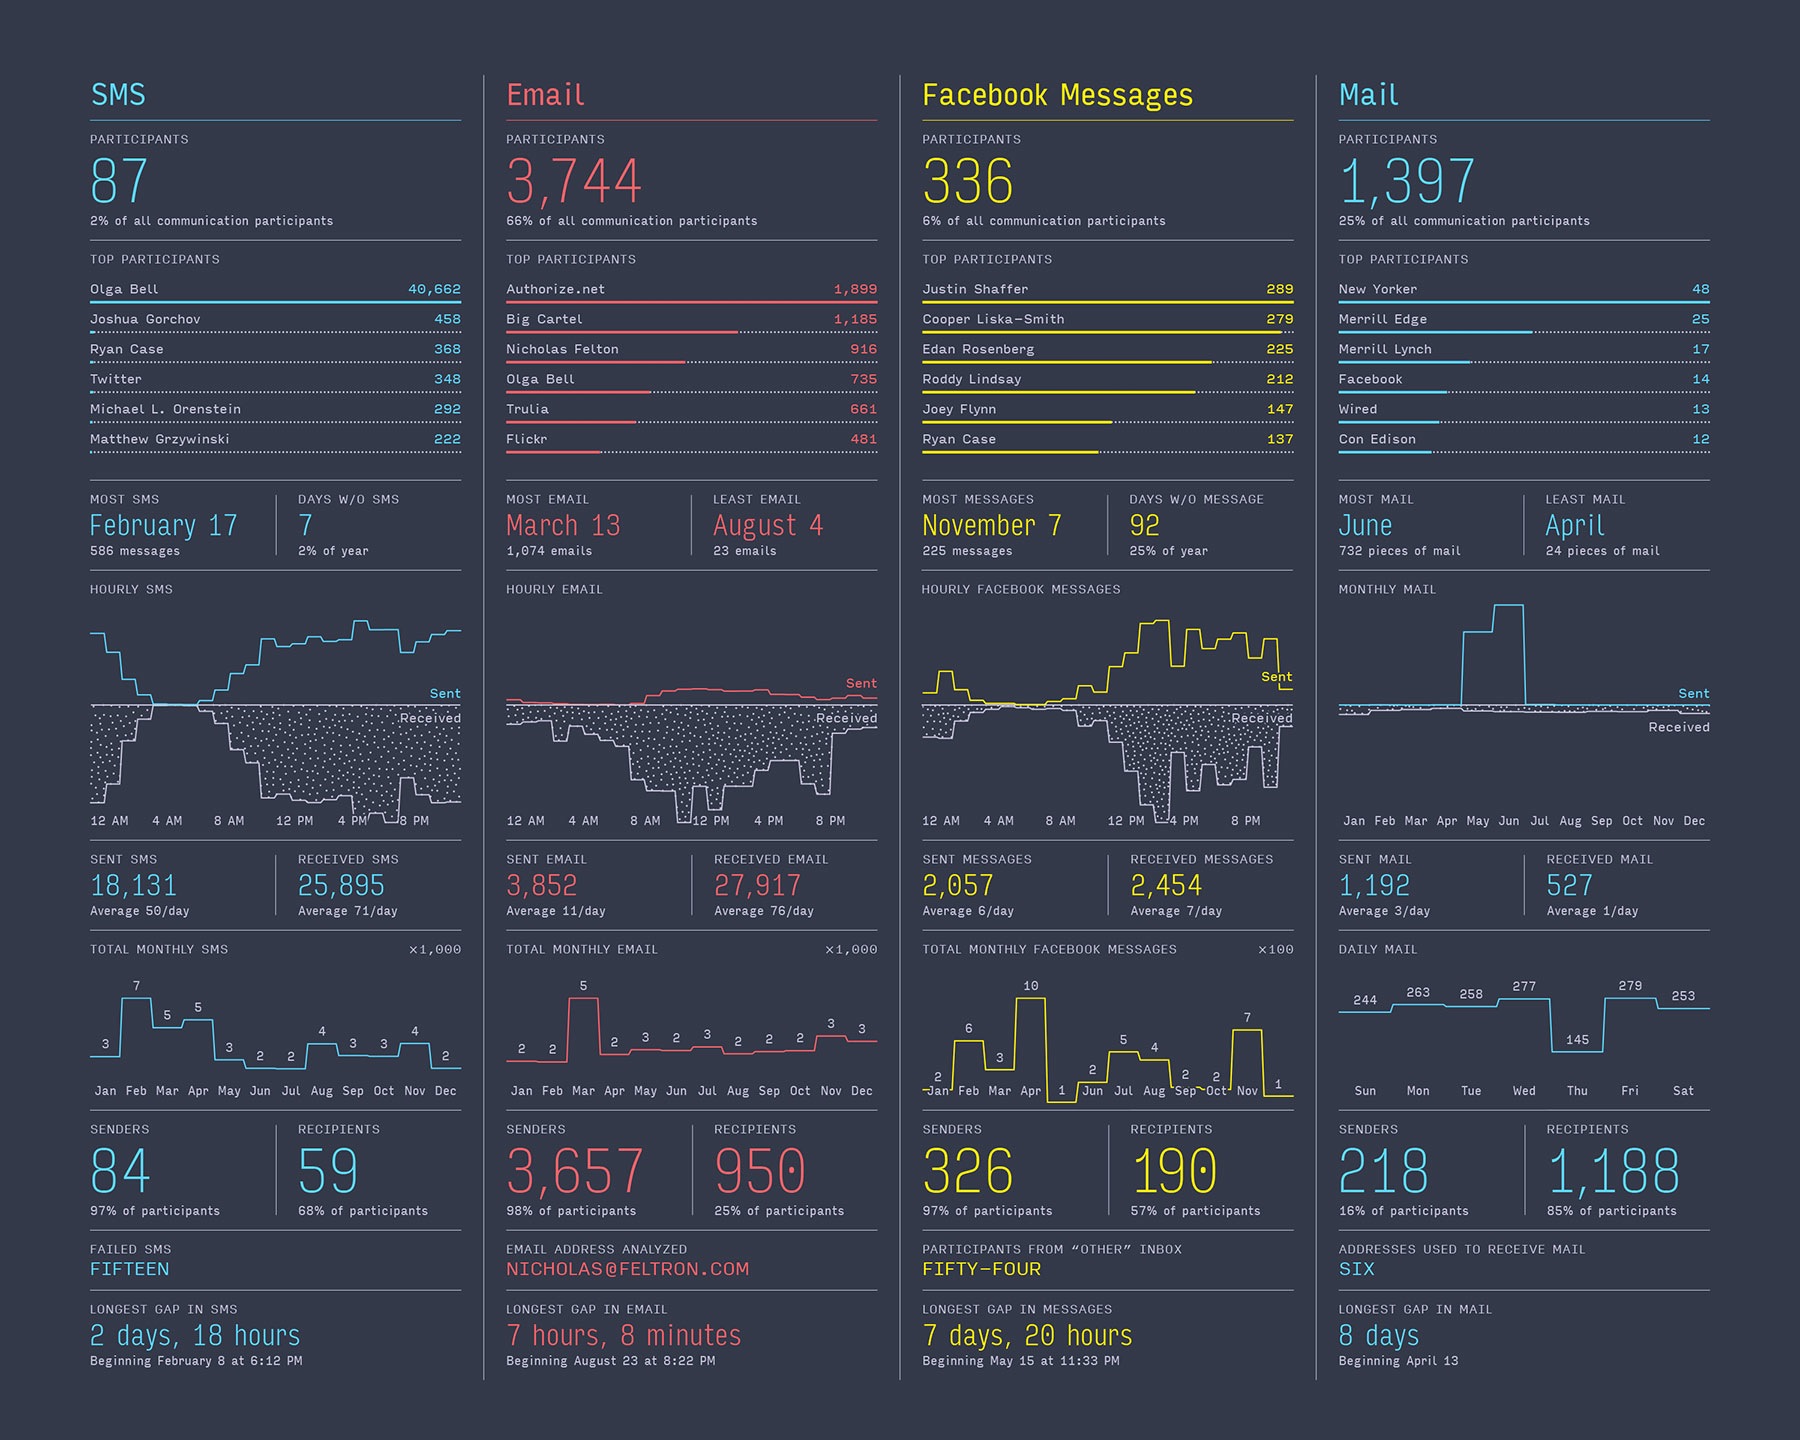 SMS
PARTICIPANTS
87
2% of all communication participants
TOP PARTICIPANTS
Olga Bell 40,662
Joshua Gorchov 458
Ryan Case 368
Twitter 348
Michael L. Orenstein 292
Matthew Grzywinski 222
MOST SMS
February 17
586 messages
DAYS W/O SMS
7
2% of year
HOURLY SMS
Sent
Received
12 AM 4 AM 8 AM 12 PM 4 PM 8 PM
SENT SMS
18,131
Average 50/day
RECEIVED SMS
25,895
Average 71/day
TOTAL MONTHLY SMS ×1,000
3 7 5 5 3 2 2 4 3 3 4 2
Jan Feb Mar Apr May Jun Jul Aug Sep Oct Nov Dec
SENDERS
84
97% of participants
RECIPIENTS
59
68% of participants
FAILED SMS
FIFTEEN
LONGEST GAP IN SMS
2 days, 18 hours
Beginning February 8 at 6:12 PM
Email
PARTICIPANTS
3,744
66% of all communication participants
TOP PARTICIPANTS
Authorize.net 1,899
Big Cartel 1,185
Nicholas Felton 916
Olga Bell 735
Trulia 661
Flickr 481
MOST EMAIL
March 13
1,074 emails
LEAST EMAIL
August 4
23 emails
HOURLY EMAIL
Sent
Received
12 AM 4 AM 8 AM 12 PM 4 PM 8 PM
SENT EMAIL
3,852
Average 11/day
RECEIVED EMAIL
27,917
Average 76/day
TOTAL MONTHLY EMAIL ×1,000
2 2 5 2 3 2 3 2 2 2 3 3
Jan Feb Mar Apr May Jun Jul Aug Sep Oct Nov Dec
SENDERS
3,657
98% of participants
RECIPIENTS
950
25% of participants
EMAIL ADDRESS ANALYZED
NICHOLAS@FELTRON.COM
LONGEST GAP IN EMAIL
7 hours, 8 minutes
Beginning August 23 at 8:22 PM
Facebook Messages
PARTICIPANTS
336
6% of all communication participants
TOP PARTICIPANTS
Justin Shaffer 289
Cooper Liska–Smith 279
Edan Rosenberg 225
Roddy Lindsay 212
Joey Flynn 147
Ryan Case 137
MOST MESSAGES
November 7
225 messages
DAYS W/O MESSAGE
92
25% of year
HOURLY FACEBOOK MESSAGES
Sent
Received
12 AM 4 AM 8 AM 12 PM 4 PM 8 PM
SENT MESSAGES
2,057
Average 6/day
RECEIVED MESSAGES
2,454
Average 7/day
TOTAL MONTHLY FACEBOOK MESSAGES ×100
2 6 3 10 1 2 5 4 2 2 7 1
Jan Feb Mar Apr Jun Jul Aug Sep Oct Nov
SENDERS
326
97% of participants
RECIPIENTS
190
57% of participants
PARTICIPANTS FROM “OTHER” INBOX
FIFTY–FOUR
LONGEST GAP IN MESSAGES
7 days, 20 hours
Beginning May 15 at 11:33 PM
Mail
PARTICIPANTS
1,397
25% of all communication participants
TOP PARTICIPANTS
New Yorker 48
Merrill Edge 25
Merrill Lynch 17
Facebook 14
Wired 13
Con Edison 12
MOST MAIL
June
732 pieces of mail
LEAST MAIL
April
24 pieces of mail
MONTHLY MAIL
Sent
Received
Jan Feb Mar Apr May Jun Jul Aug Sep Oct Nov Dec
SENT MAIL
1,192
Average 3/day
RECEIVED MAIL
527
Average 1/day
DAILY MAIL
244 263 258 277 145 279 253
Sun Mon Tue Wed Thu Fri Sat
SENDERS
218
16% of participants
RECIPIENTS
1,188
85% of participants
ADDRESSES USED TO RECEIVE MAIL
SIX
LONGEST GAP IN MAIL
8 days
Beginning April 13